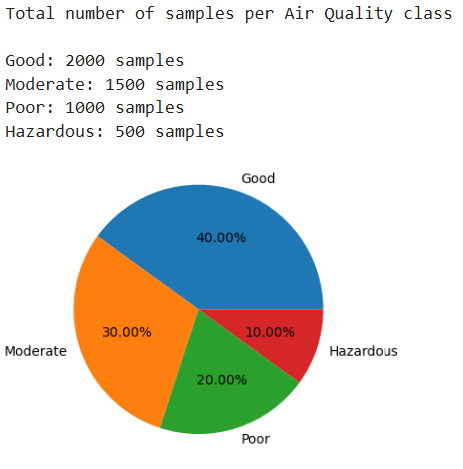 Total number of samples per Air Quality class
Good: 2000 samples
Moderate: 1500 samples
Poor: 1000 samples
Hazardous: 500 samples
Good
40.00%
30.00%
10.00%
Moderate
Hazardous
20.00%
Poor